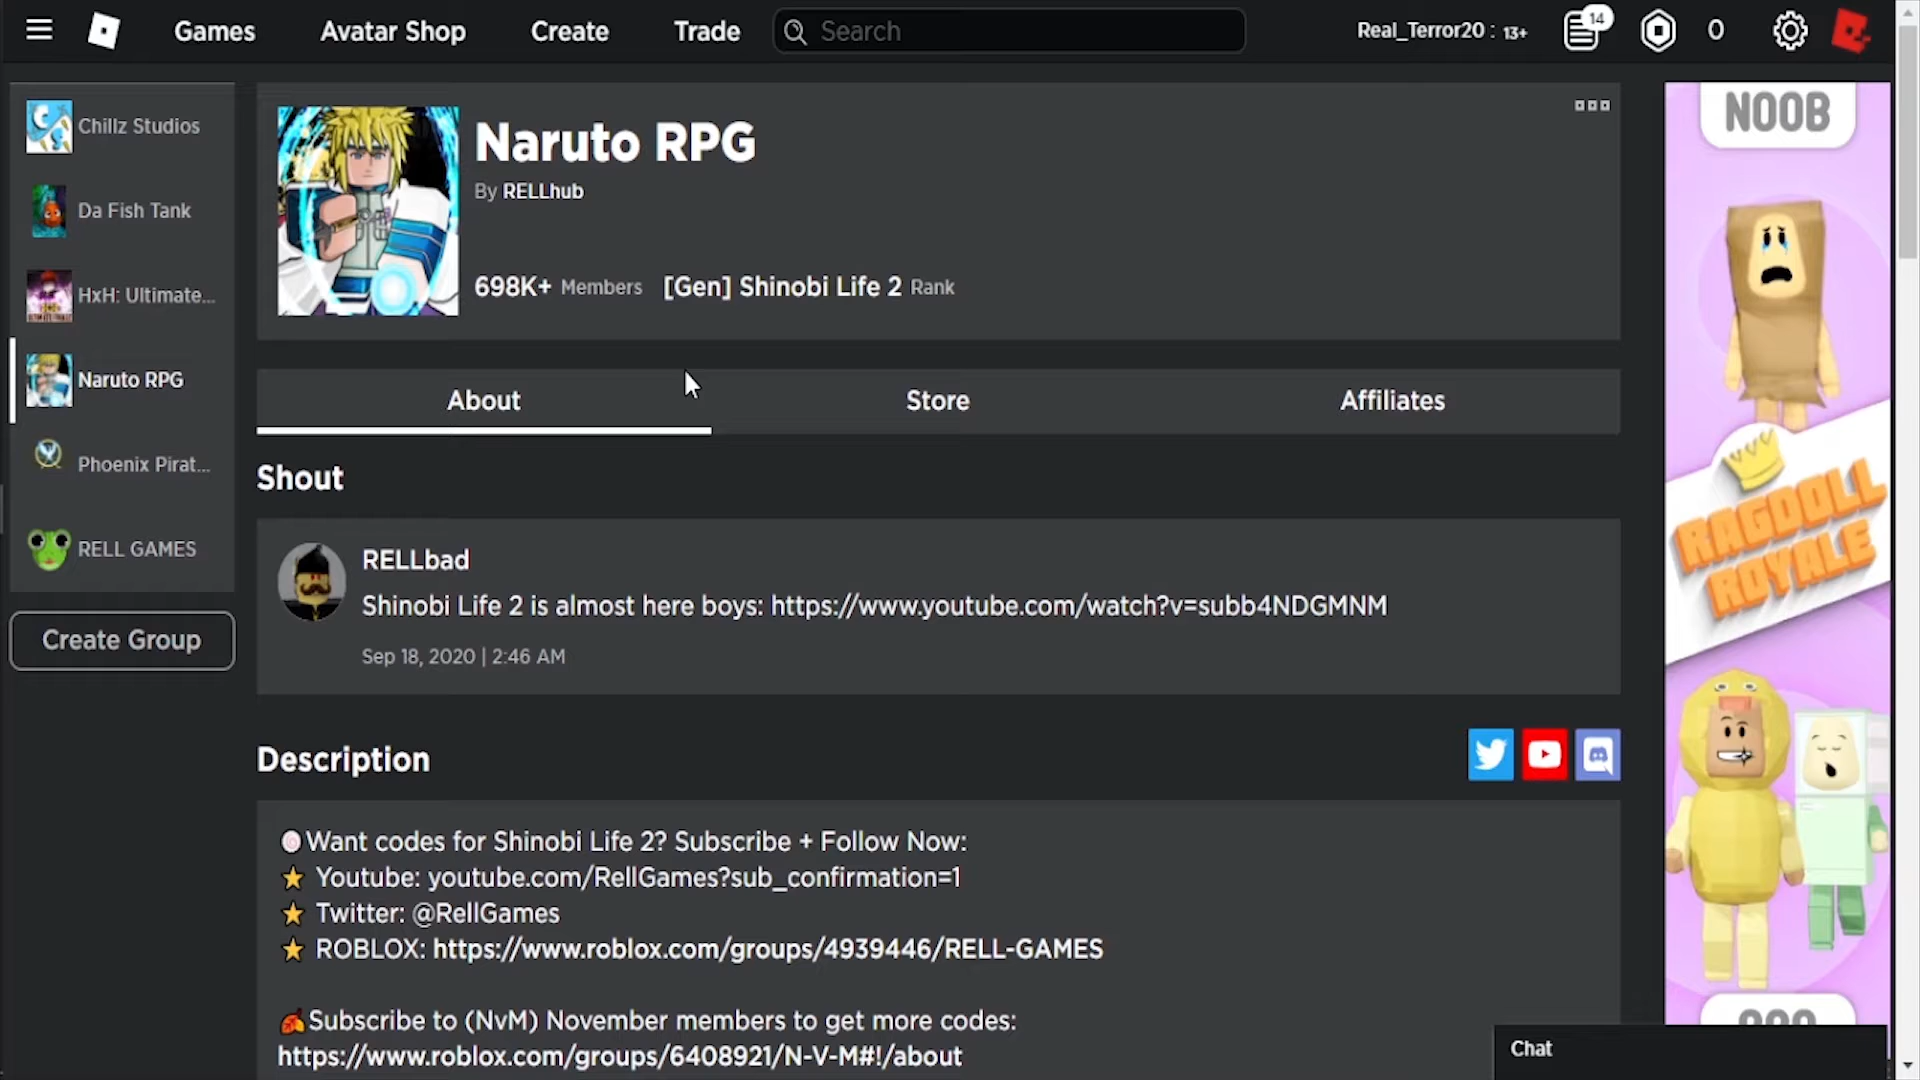 Games
Avatar Shop
Create
Trade
Search
Real_Terror20 : 13+
14
0
Chillz Studios
Da Fish Tank
HxH: Ultimate...
Naruto RPG
Phoenix Pirat...
RELL GAMES
Create Group
Naruto RPG
By RELLhub
698K+ Members [Gen] Shinobi Life 2 Rank
About
Store
Affiliates
Shout
RELLbad
Shinobi Life 2 is almost here boys: https://www.youtube.com/watch?v=subb4NDGMNM
Sep 18, 2020 | 2:46 AM
Description
Want codes for Shinobi Life 2? Subscribe + Follow Now:
Youtube: youtube.com/RellGames?sub_confirmation=1
Twitter: @RellGames
ROBLOX: https://www.roblox.com/groups/4939446/RELL-GAMES
Subscribe to (NvM) November members to get more codes:
https://www.roblox.com/groups/6408921/N-V-M#!/about
NOOB
RAGDOLL
ROYALE
Chat